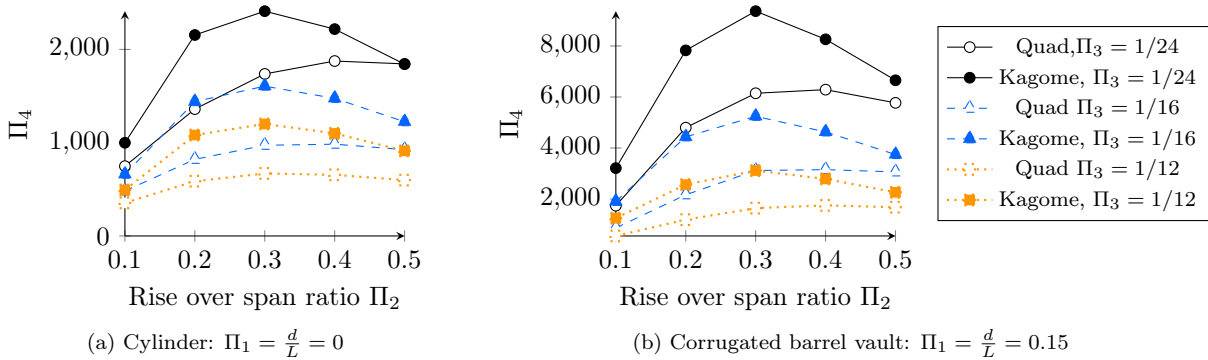 2,000
1,000
0
Π₄
0.1 0.2 0.3 0.4 0.5
Rise over span ratio Π₂
(a) Cylinder: Π₁ = d/L = 0
8,000
6,000
4,000
2,000
Π₄
0.1 0.2 0.3 0.4 0.5
Rise over span ratio Π₂
(b) Corrugated barrel vault: Π₁ = d/L = 0.15
Quad,Π₃ = 1/24
Kagome, Π₃ = 1/24
Quad Π₃ = 1/16
Kagome, Π₃ = 1/16
Quad Π₃ = 1/12
Kagome, Π₃ = 1/12